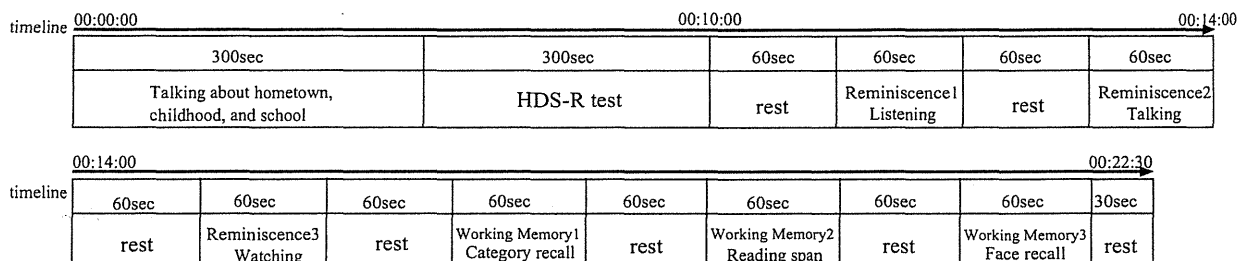 timeline 00:00:00 00:10:00 00:14:00
300sec 300sec 60sec 60sec 60sec 60sec
Talking about hometown,
childhood, and school
HDS-R test
rest
Reminiscence1
Listening
rest
Reminiscence2
Talking
00:14:00 00:22:30
timeline
60sec 60sec 60sec 60sec 60sec 60sec 60sec 60sec 30sec
rest
Reminiscence3
Watching
rest
Working Memory1
Category recall
rest
Working Memory2
Reading span
rest
Working Memory3
Face recall
rest